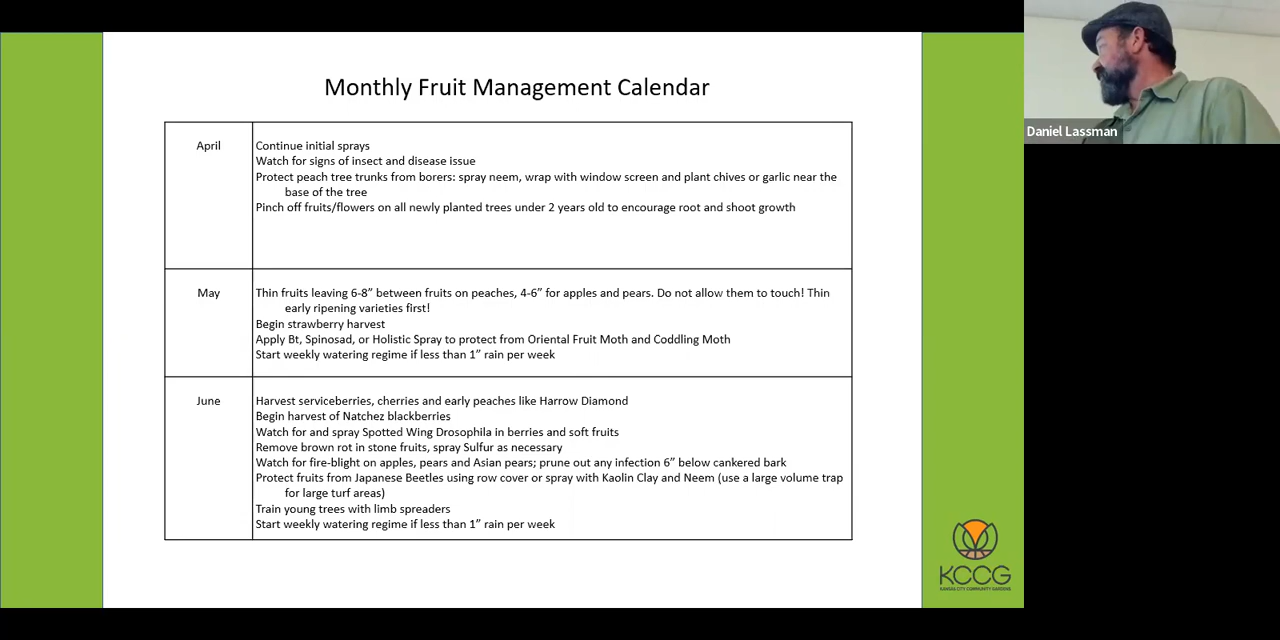 Monthly Fruit Management Calendar
April
Continue initial sprays
Watch for signs of insect and disease issue
Protect peach tree trunks from borers: spray neem, wrap with window screen and plant chives or garlic near the
base of the tree
Pinch off fruits/flowers on all newly planted trees under 2 years old to encourage root and shoot growth
May
Thin fruits leaving 6-8” between fruits on peaches, 4-6” for apples and pears. Do not allow them to touch! Thin
early ripening varieties first!
Begin strawberry harvest
Apply Bt, Spinosad, or Holistic Spray to protect from Oriental Fruit Moth and Coddling Moth
Start weekly watering regime if less than 1” rain per week
June
Harvest serviceberries, cherries and early peaches like Harrow Diamond
Begin harvest of Natchez blackberries
Watch for and spray Spotted Wing Drosophila in berries and soft fruits
Remove brown rot in stone fruits, spray Sulfur as necessary
Watch for fire-blight on apples, pears and Asian pears; prune out any infection 6” below cankered bark
Protect fruits from Japanese Beetles using row cover or spray with Kaolin Clay and Neem (use a large volume trap
for large turf areas)
Train young trees with limb spreaders
Start weekly watering regime if less than 1” rain per week
Daniel Lassman
KCCG
KANSAS CITY COMMUNITY GARDENS